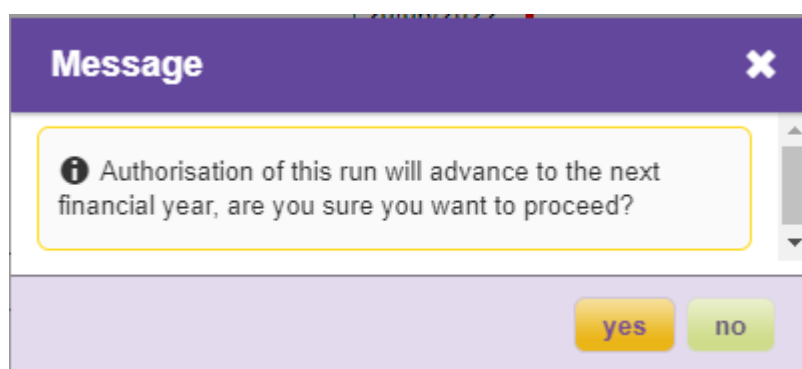 Message
Authorisation of this run will advance to the next
financial year, are you sure you want to proceed?
yes no